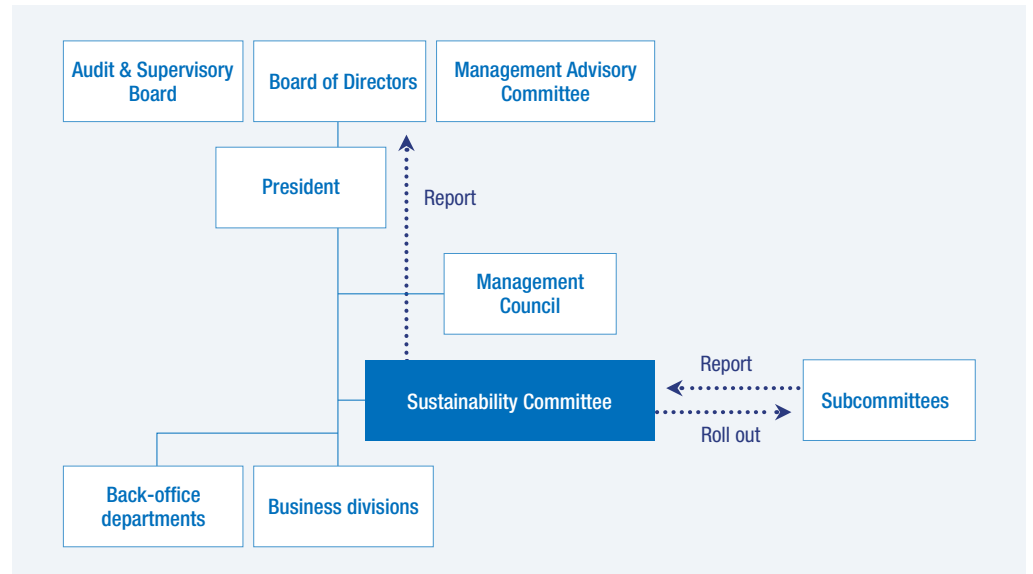 Audit & Supervisory
Board
Board of Directors
Management Advisory
Committee
President
Report
Management
Council
Sustainability Committee
Report
Roll out
Subcommittees
Back-office
departments
Business divisions